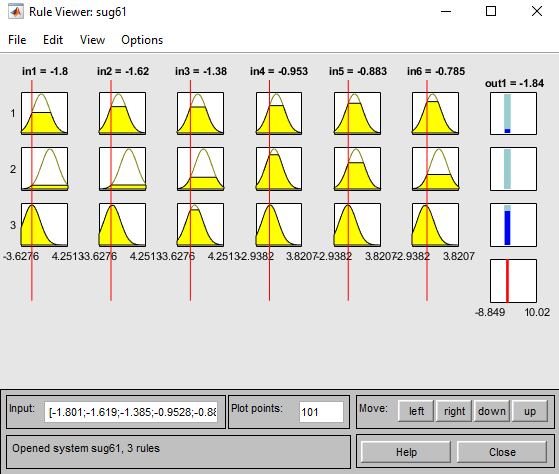 Rule Viewer: sug61
File Edit View Options
in1 = -1.8 in2 = -1.62 in3 = -1.38 in4 = -0.953 in5 = -0.883 in6 = -0.785
out1 = -1.84
1
2
3
-3.6276 4.2513 -3.6276 4.2513 -3.6276 4.2513 -2.9382 3.8207 -2.9382 3.8207 -2.9382 3.8207
-8.849 10.02
Input: [-1.801;-1.619;-1.385;-0.9528;-0.88 Plot points: 101 Move: left right down up
Opened system sug61, 3 rules Help Close